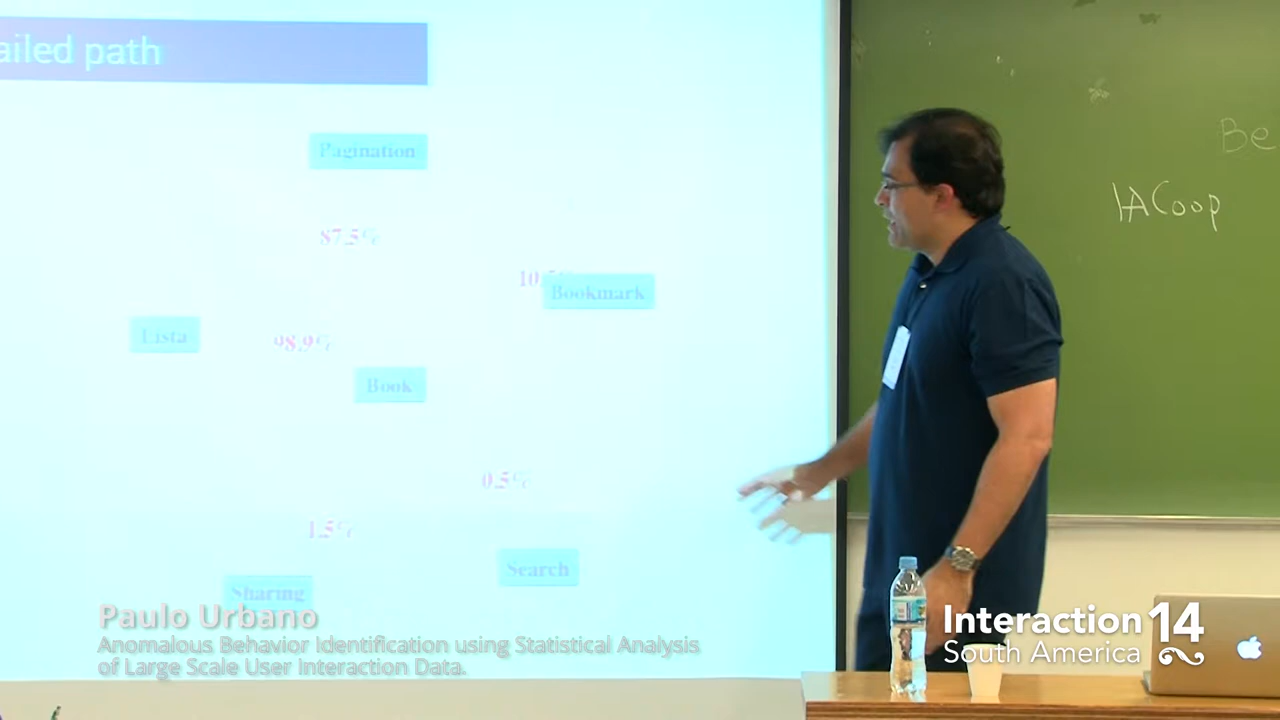 ailed path
Pagination
87.5%
Bookmark
Lista
98.9%
Book
0.5%
1.5%
Search
Sharing
Paulo Urbano
Anomalous Behavior Identification using Statistical Analysis
of Large Scale User Interaction Data.
Be
IACoop
Interaction 14
South America